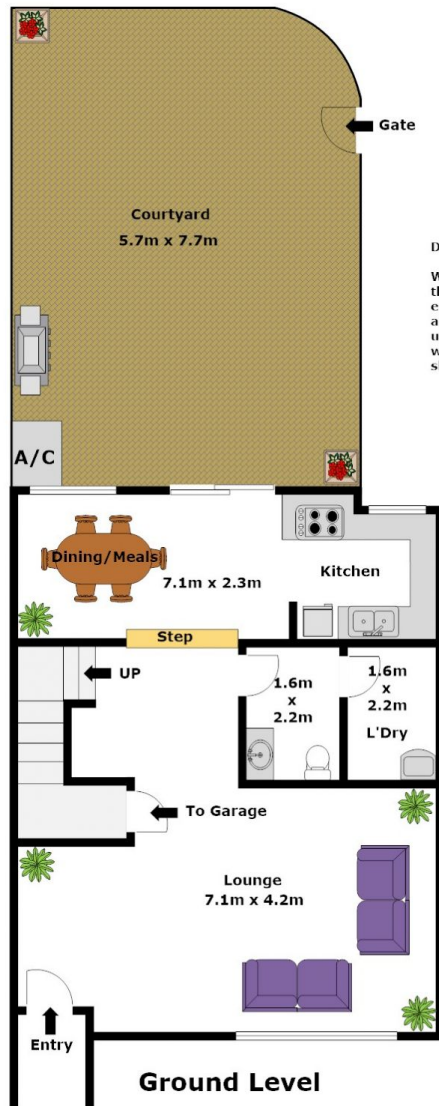 Gate
Courtyard
5.7m x 7.7m
A/C
Dining/Meals
7.1m x 2.3m
Kitchen
Step
UP
1.6m
x
2.2m
1.6m
x
2.2m
L'Dry
To Garage
Lounge
7.1m x 4.2m
Entry
Ground Level